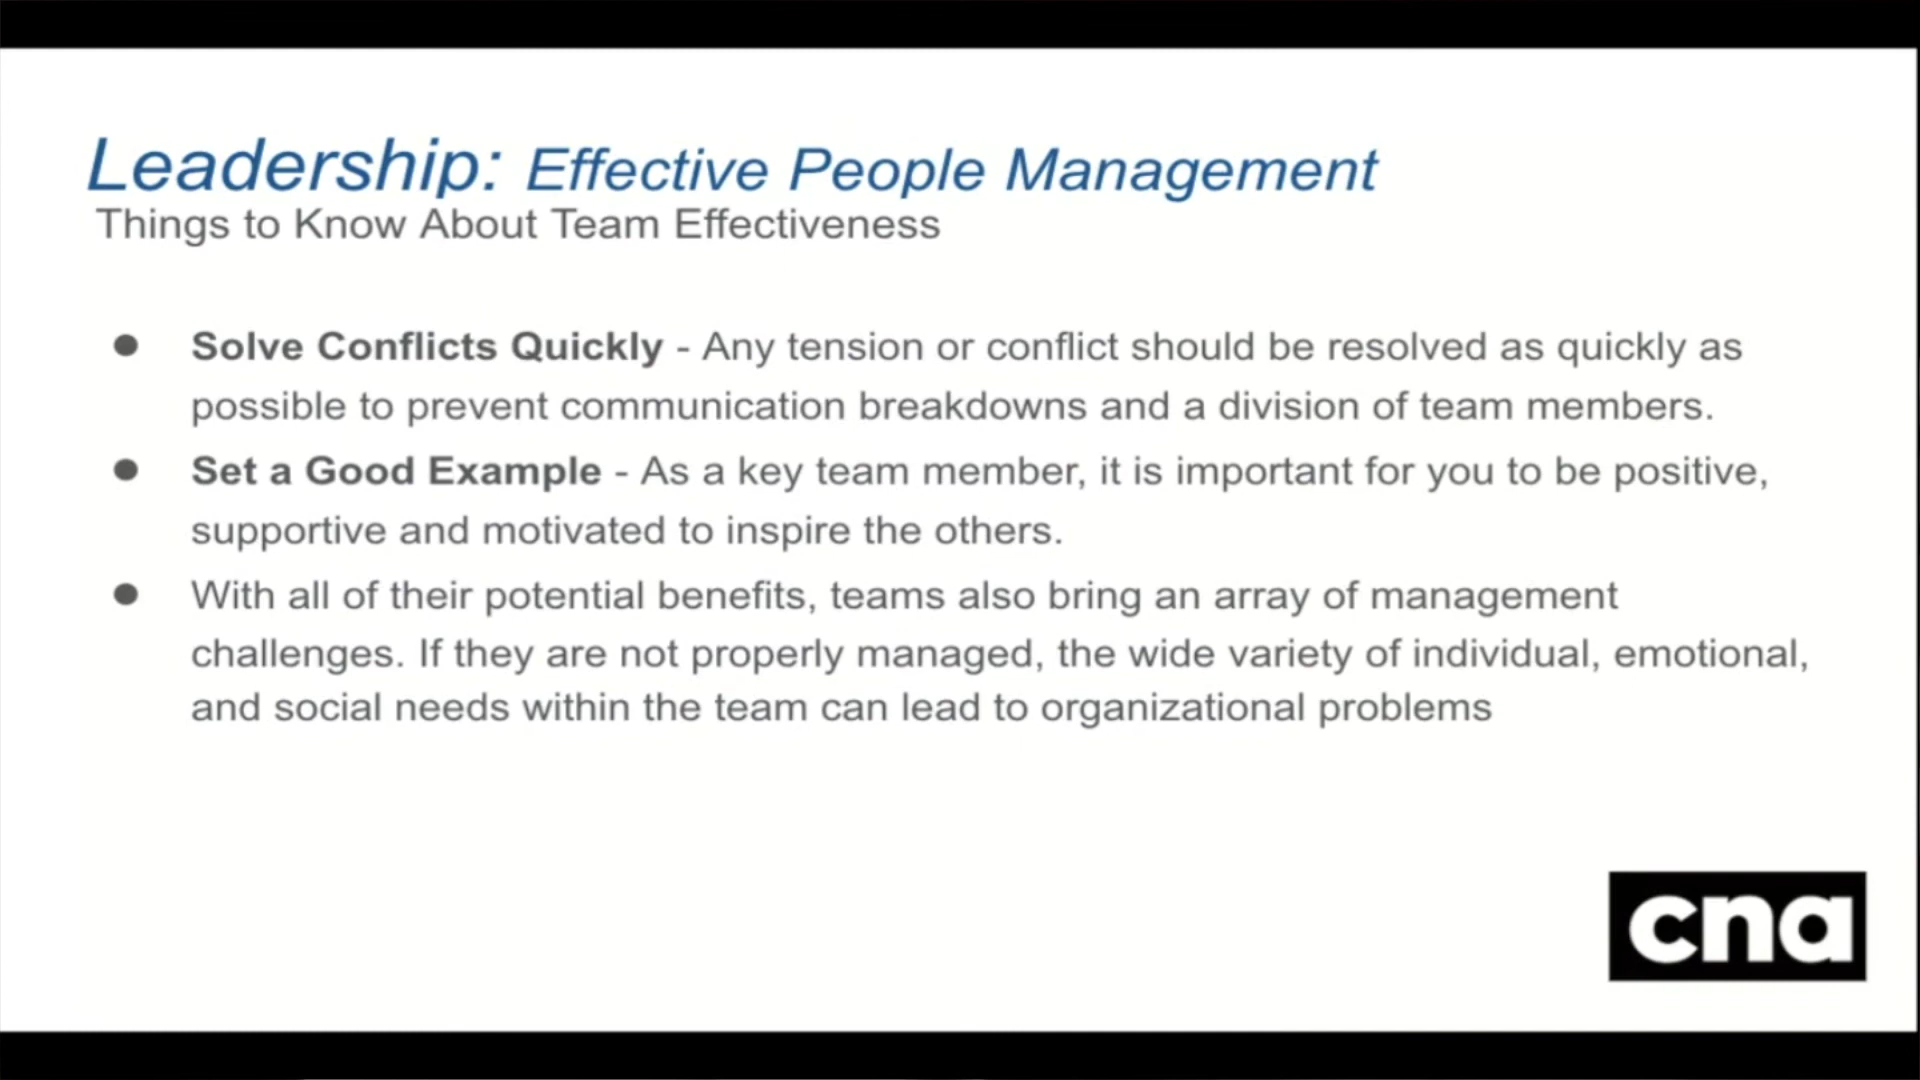 Leadership: Effective People Management
Things to Know About Team Effectiveness
● Solve Conflicts Quickly - Any tension or conflict should be resolved as quickly as
possible to prevent communication breakdowns and a division of team members.
● Set a Good Example - As a key team member, it is important for you to be positive,
supportive and motivated to inspire the others.
● With all of their potential benefits, teams also bring an array of management
challenges. If they are not properly managed, the wide variety of individual, emotional,
and social needs within the team can lead to organizational problems
cna